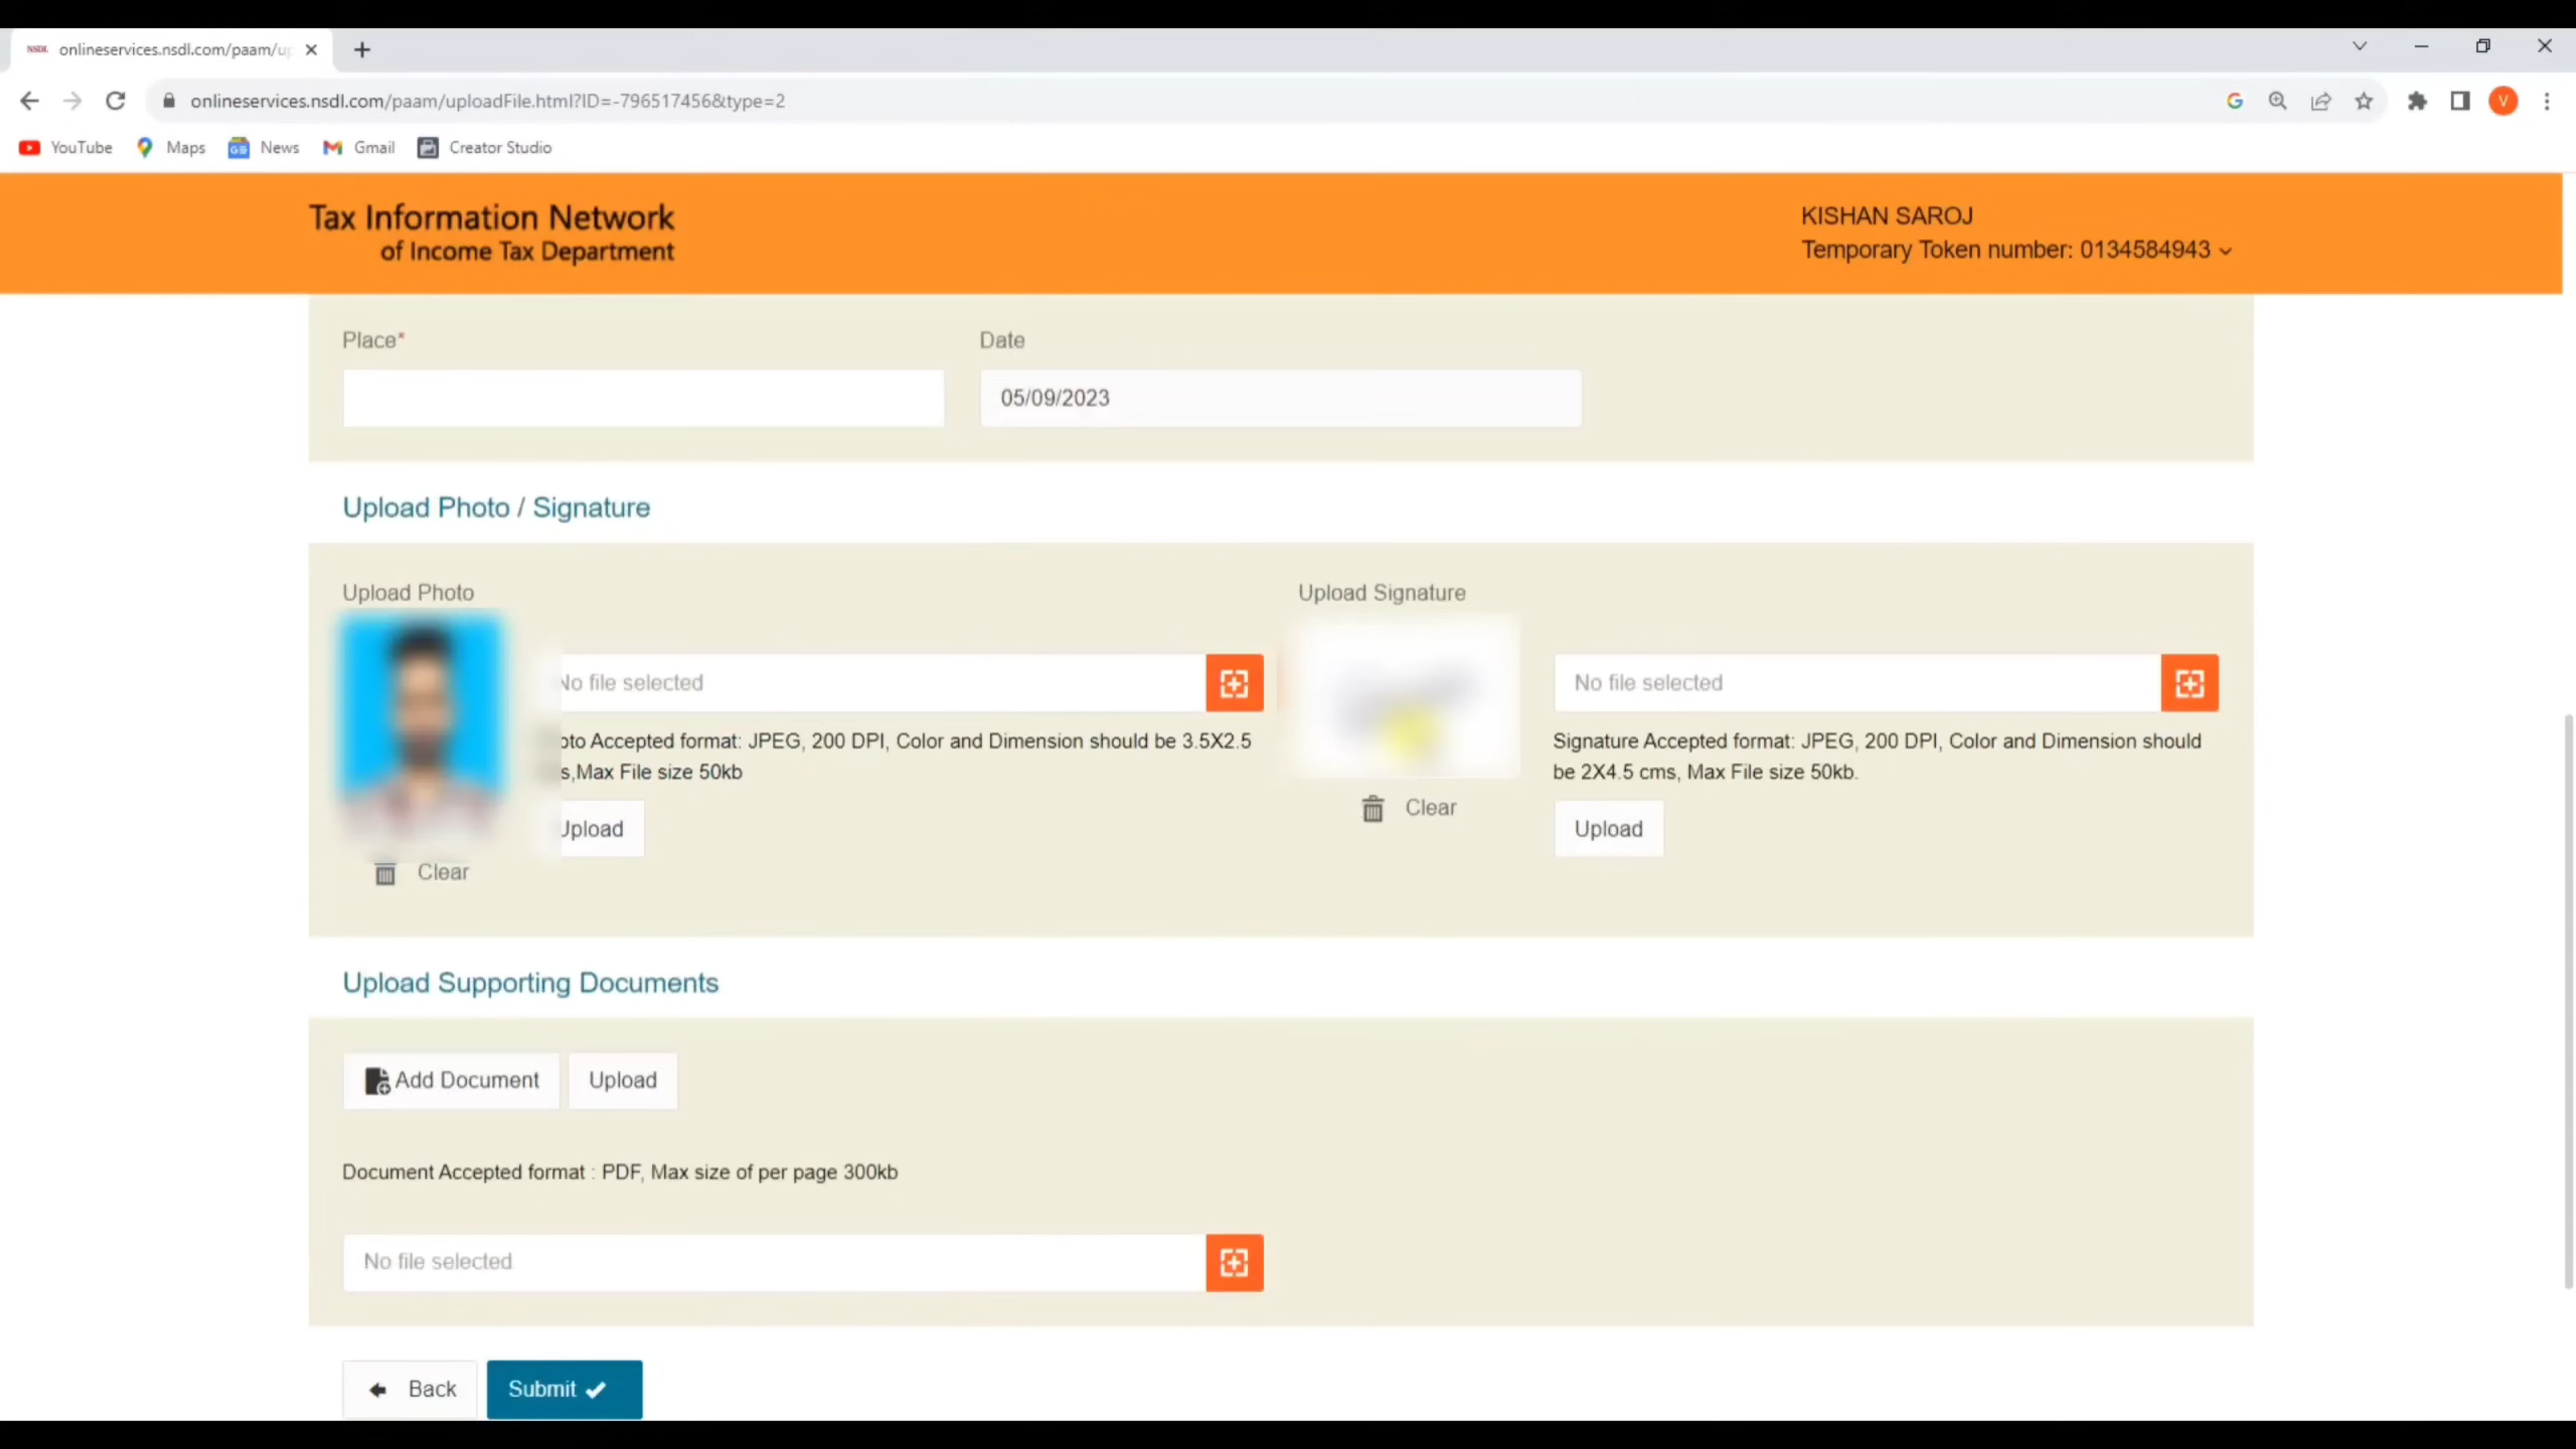 NSDL onlineservices.nsdl.com/paam/up
onlineservices.nsdl.com/paam/uploadFile.html?ID=-796517456&type=2
V
YouTube Maps News Gmail Creator Studio
Tax Information Network
of Income Tax Department
KISHAN SAROJ
Temporary Token number: 0134584943
Place* Date
05/09/2023
Upload Photo / Signature
Upload Photo Upload Signature
No file selected No file selected
oto Accepted format: JPEG, 200 DPI, Color and Dimension should be 3.5X2.5
s,Max File size 50kb
Signature Accepted format: JPEG, 200 DPI, Color and Dimension should
be 2X4.5 cms, Max File size 50kb.
Clear
Upload Upload
Clear
Upload Supporting Documents
Add Document Upload
Document Accepted format : PDF, Max size of per page 300kb
No file selected
Back Submit